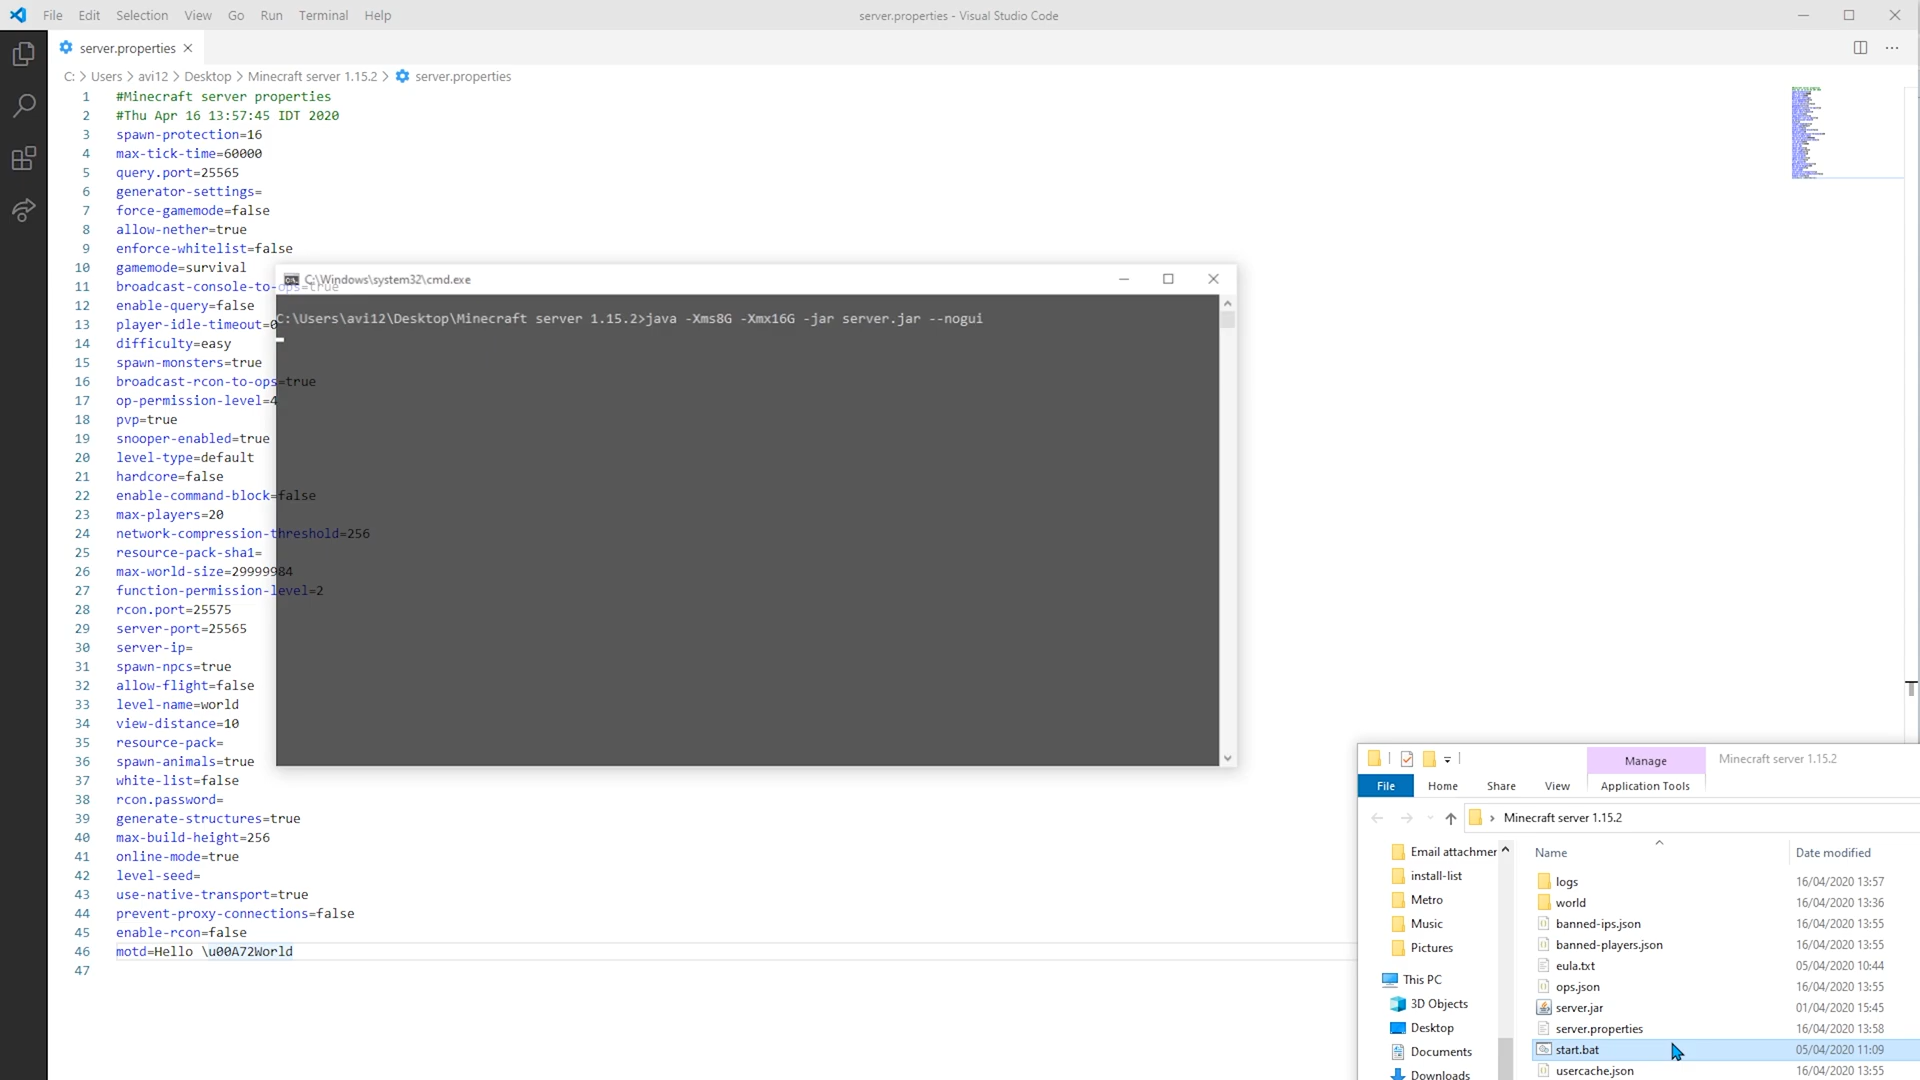 File Edit Selection View Go Run Terminal Help
server.properties - Visual Studio Code
server.properties
C: > Users > avi12 > Desktop > Minecraft server 1.15.2 > server.properties
1 #Minecraft server properties
2 #Thu Apr 16 13:57:45 IDT 2020
3 spawn-protection=16
4 max-tick-time=60000
5 query.port=25565
6 generator-settings=
7 force-gamemode=false
8 allow-nether=true
9 enforce-whitelist=false
10 gamemode=survival
11 broadcast-console-to-ops=true
12 enable-query=false
13 player-idle-timeout=0
14 difficulty=easy
15 spawn-monsters=true
16 broadcast-rcon-to-ops=true
17 op-permission-level=4
18 pvp=true
19 snooper-enabled=true
20 level-type=default
21 hardcore=false
22 enable-command-block=false
23 max-players=20
24 network-compression-threshold=256
25 resource-pack-sha1=
26 max-world-size=29999984
27 function-permission-level=2
28 rcon.port=25575
29 server-port=25565
30 server-ip=
31 spawn-npcs=true
32 allow-flight=false
33 level-name=world
34 view-distance=10
35 resource-pack=
36 spawn-animals=true
37 white-list=false
38 rcon.password=
39 generate-structures=true
40 max-build-height=256
41 online-mode=true
42 level-seed=
43 use-native-transport=true
44 prevent-proxy-connections=false
45 enable-rcon=false
46 motd=Hello \u00A72World
47
C:\Windows\system32\cmd.exe
C:\Users\avi12\Desktop\Minecraft server 1.15.2>java -Xms8G -Xmx16G -jar server.jar --nogui
Manage
Minecraft server 1.15.2
File Home Share View Application Tools
Minecraft server 1.15.2
Email attachmer
install-list
Metro
Music
Pictures
This PC
3D Objects
Desktop
Documents
Downloads
Name Date modified
logs 16/04/2020 13:57
world 16/04/2020 13:36
banned-ips.json 16/04/2020 13:55
banned-players.json 16/04/2020 13:55
eula.txt 05/04/2020 10:44
ops.json 16/04/2020 13:55
server.jar 01/04/2020 15:45
server.properties 16/04/2020 13:58
start.bat 05/04/2020 11:09
usercache.json 16/04/2020 13:55